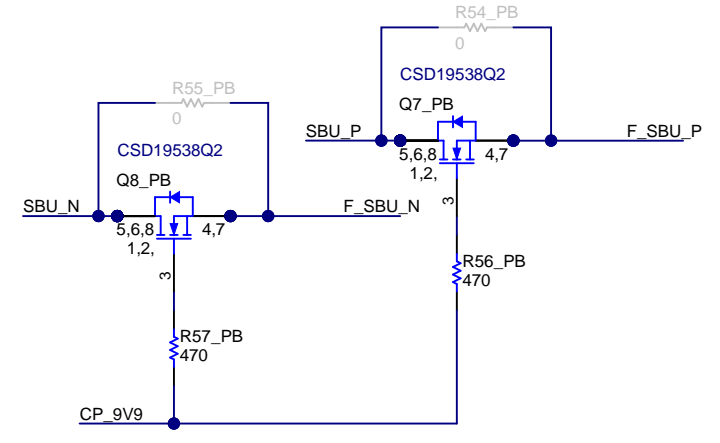 R54_PB
0
CSD19538Q2
Q7_PB
SBU_P
F_SBU_P
5,6,8
4,7
1,2,
3
R56_PB
470
R55_PB
0
CSD19538Q2
Q8_PB
SBU_N
F_SBU_N
5,6,8
4,7
1,2,
3
R57_PB
470
CP_9V9